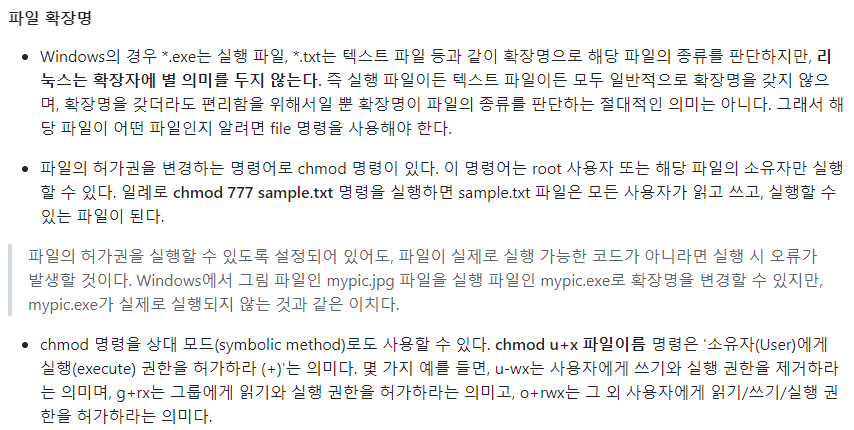 파일 확장명
Windows의 경우 *.exe는 실행 파일, *.txt는 텍스트 파일 등과 같이 확장명으로 해당 파일의 종류를 판단하지만, 리
눅스는 확장자에 별 의미를 두지 않는다. 즉 실행 파일이든 텍스트 파일이든 모두 일반적으로 확장명을 갖지 않으
며, 확장명을 갖더라도 편리함을 위해서일 뿐 확장명이 파일의 종류를 판단하는 절대적인 의미는 아니다. 그래서 해
당 파일이 어떤 파일인지 알려면 file 명령을 사용해야 한다.
파일의 허가권을 변경하는 명령어로 chmod 명령이 있다. 이 명령어는 root 사용자 또는 해당 파일의 소유자만 실행
할 수 있다. 일례로 chmod 777 sample.txt 명령을 실행하면 sample.txt 파일은 모든 사용자가 읽고 쓰고, 실행할 수
있는 파일이 된다.
파일의 허가권을 실행할 수 있도록 설정되어 있어도, 파일이 실제로 실행 가능한 코드가 아니라면 실행 시 오류가
발생할 것이다. Windows에서 그림 파일인 mypic.jpg 파일을 실행 파일인 mypic.exe로 확장명을 변경할 수 있지만,
mypic.exe가 실제로 실행되지 않는 것과 같은 이치다.
chmod 명령을 상대 모드(symbolic method)로도 사용할 수 있다. chmod u+x 파일이름 명령은 '소유자(User)에게
실행(execute) 권한을 허가하라 (+)'는 의미다. 몇 가지 예를 들면, u-wx는 사용자에게 쓰기와 실행 권한을 제거하라
는 의미며, g+rx는 그룹에게 읽기와 실행 권한을 허가하라는 의미고, o+rwx는 그 외 사용자에게 읽기/쓰기/실행 권
한을 허가하라는 의미다.